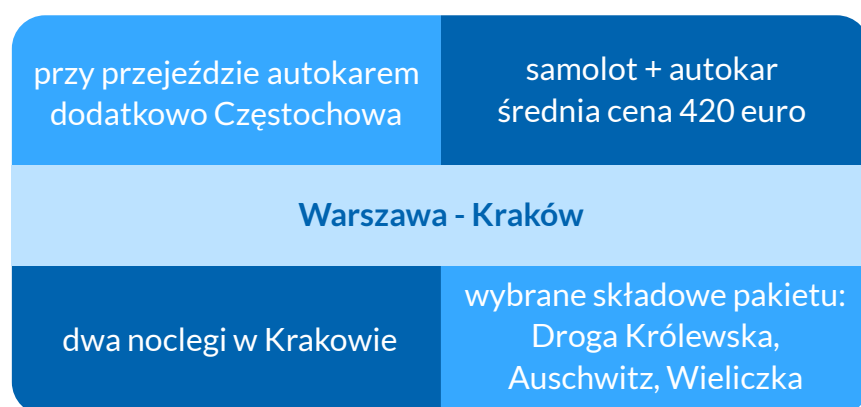 przy przejeździe autokarem
dodatkowo Częstochowa
samolot + autokar
średnia cena 420 euro
Warszawa - Kraków
dwa noclegi w Krakowie
wybrane składowe pakietu:
Droga Królewska,
Auschwitz, Wieliczka